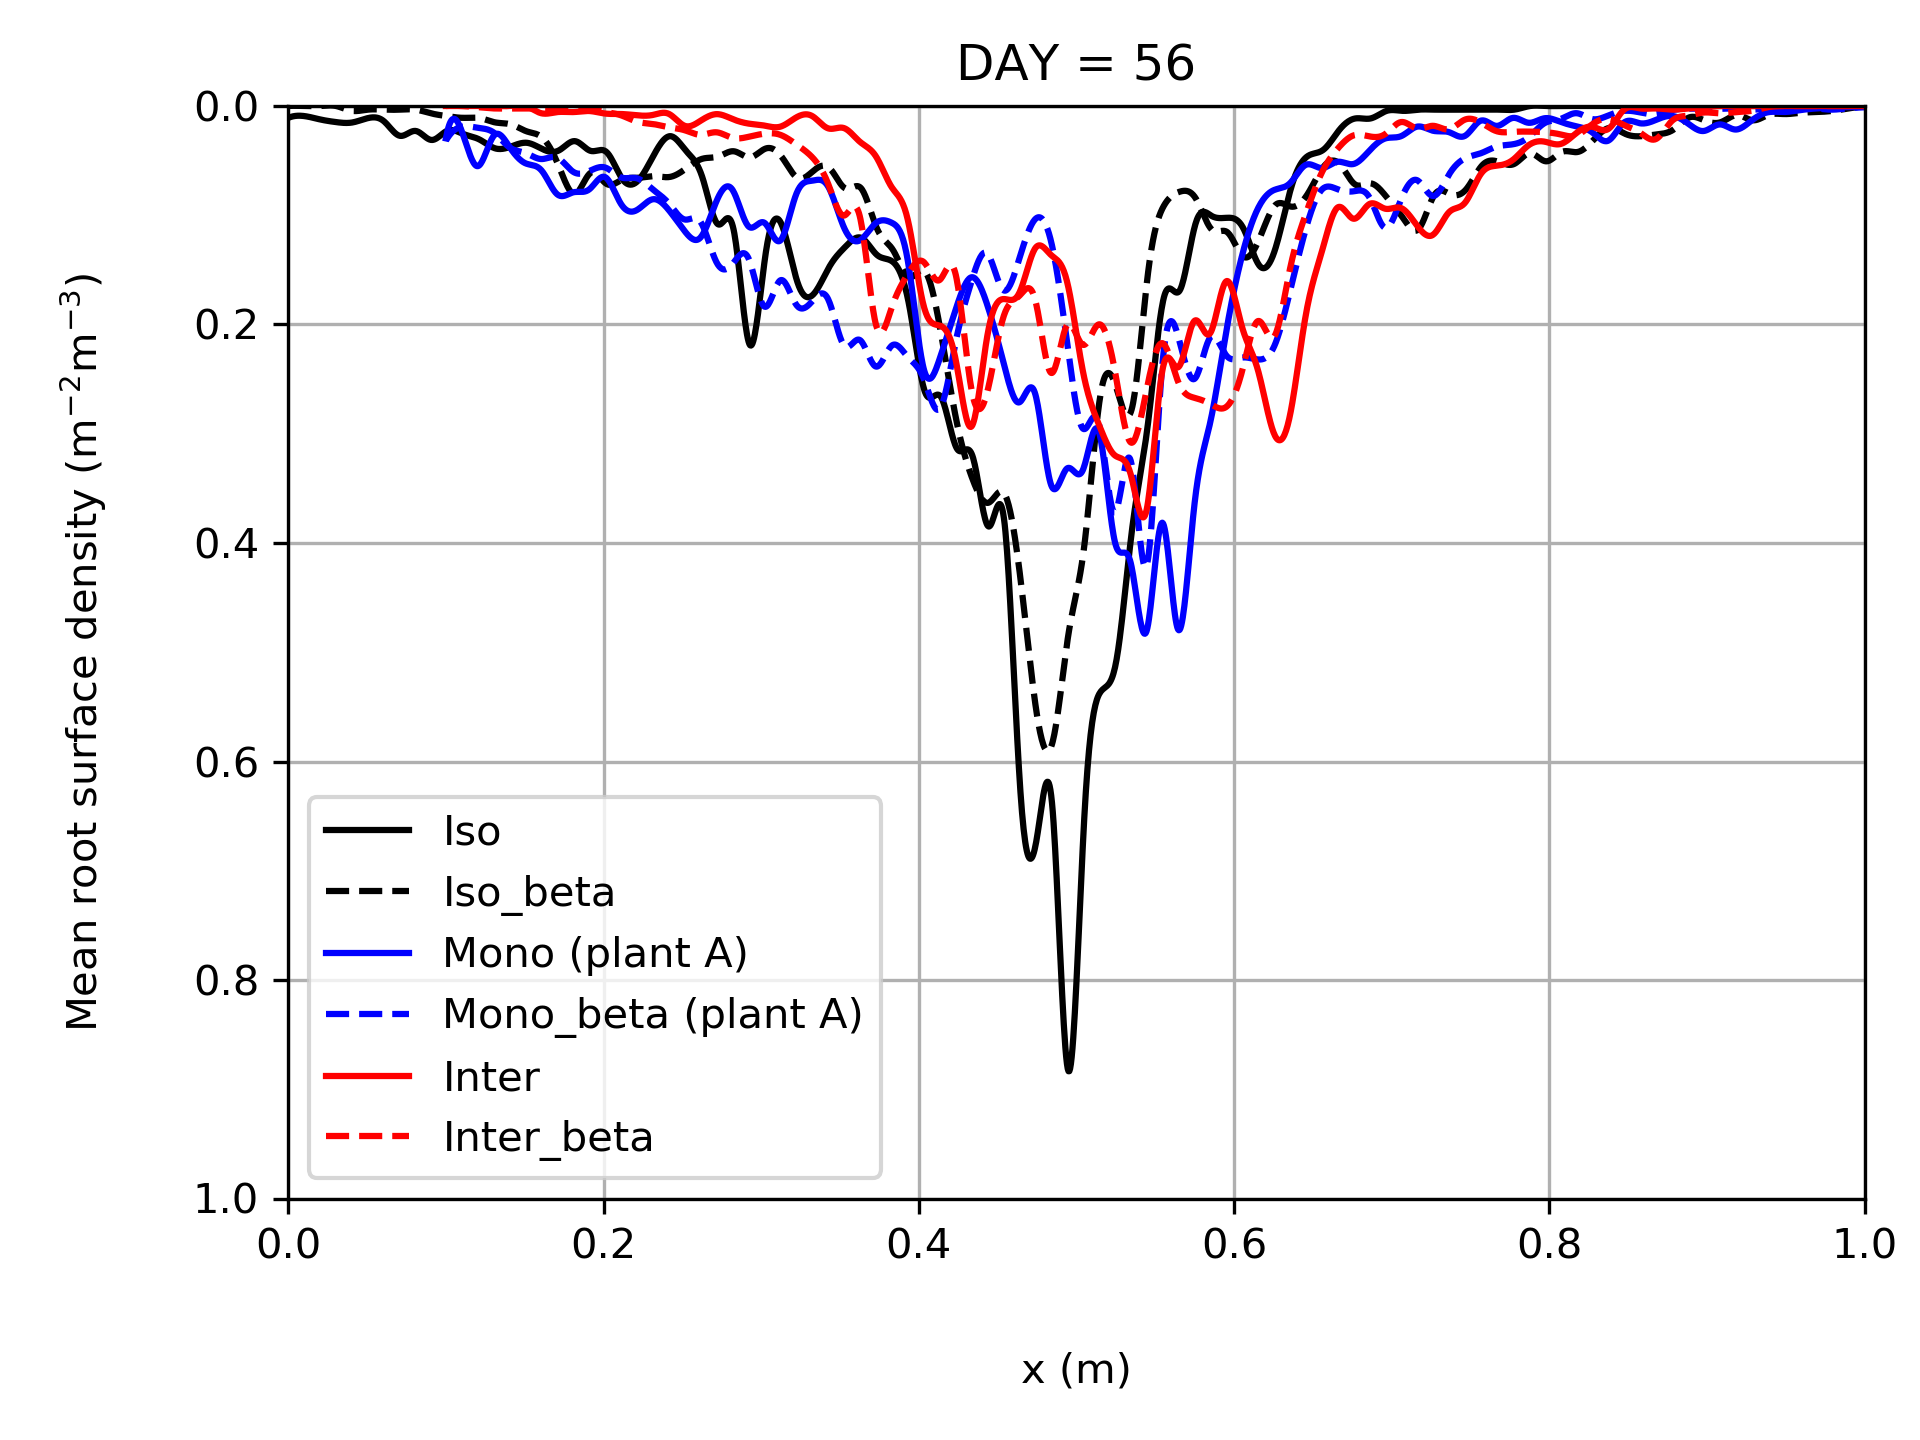 DAY = 56
Mean root surface density (m⁻²m⁻³)
0.0
0.2
0.4
0.6
0.8
1.0
Iso
Iso_beta
Mono (plant A)
Mono_beta (plant A)
Inter
Inter_beta
0.0 0.2 0.4 0.6 0.8 1.0
x (m)